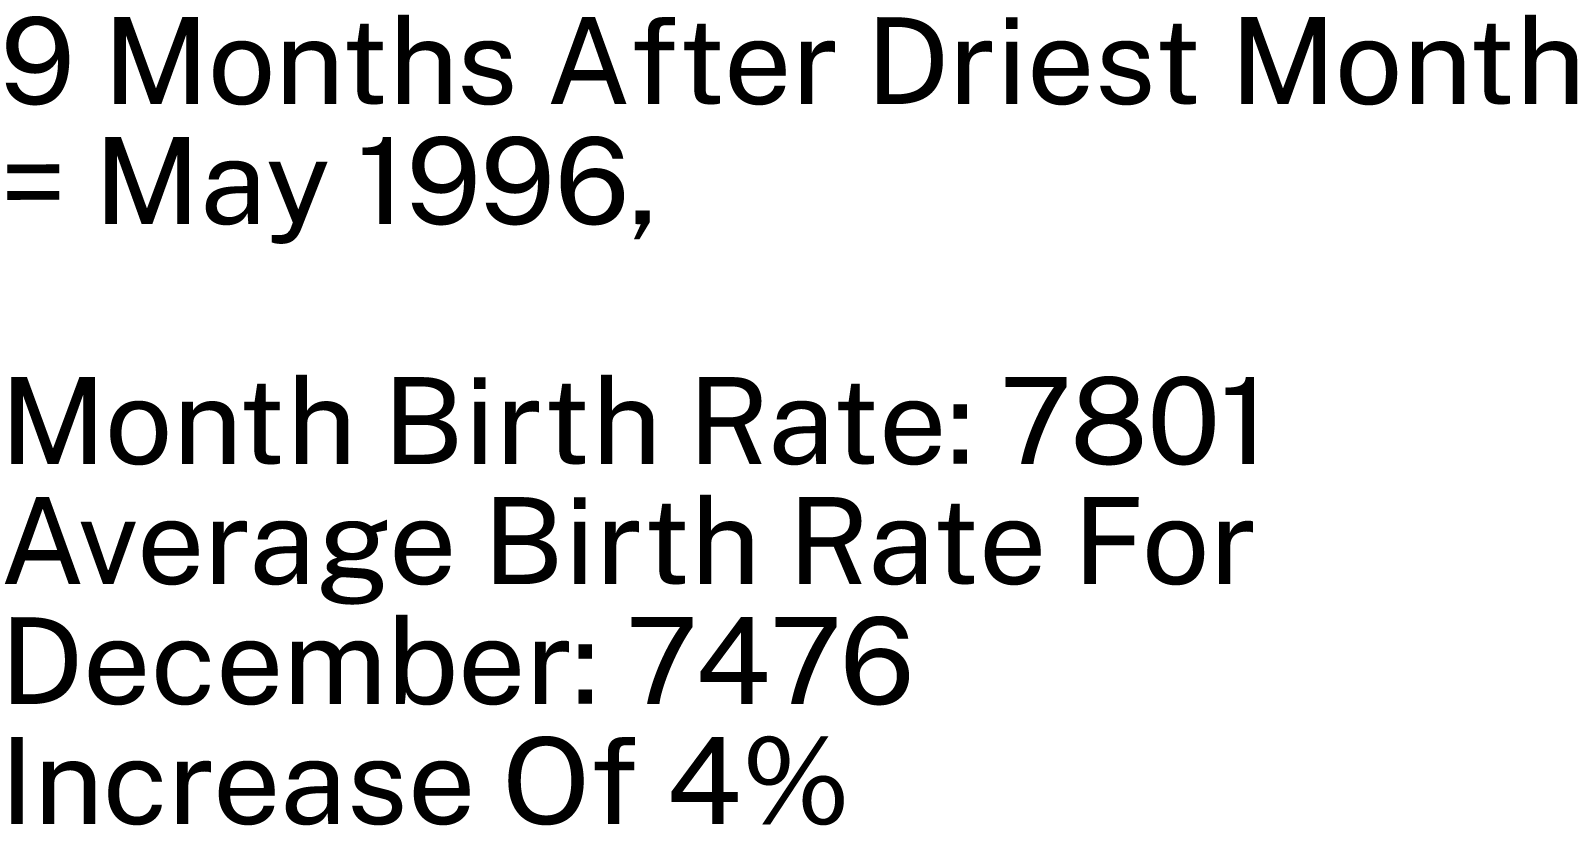 9 Months After Driest Month
= May 1996,
Month Birth Rate: 7801
Average Birth Rate For
December: 7476
Increase Of 4%